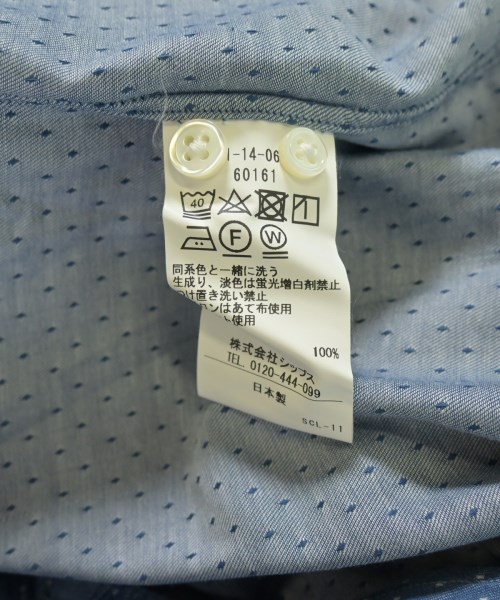 1-14-06
60161
40
F W
同系色と一緒に洗う
生成り、淡色は蛍光増白剤禁止
け置き洗い禁止
ンはあて布使用
使用
100%
株式会社シップス
TEL. 0120-444-099
日本製
SCL-11